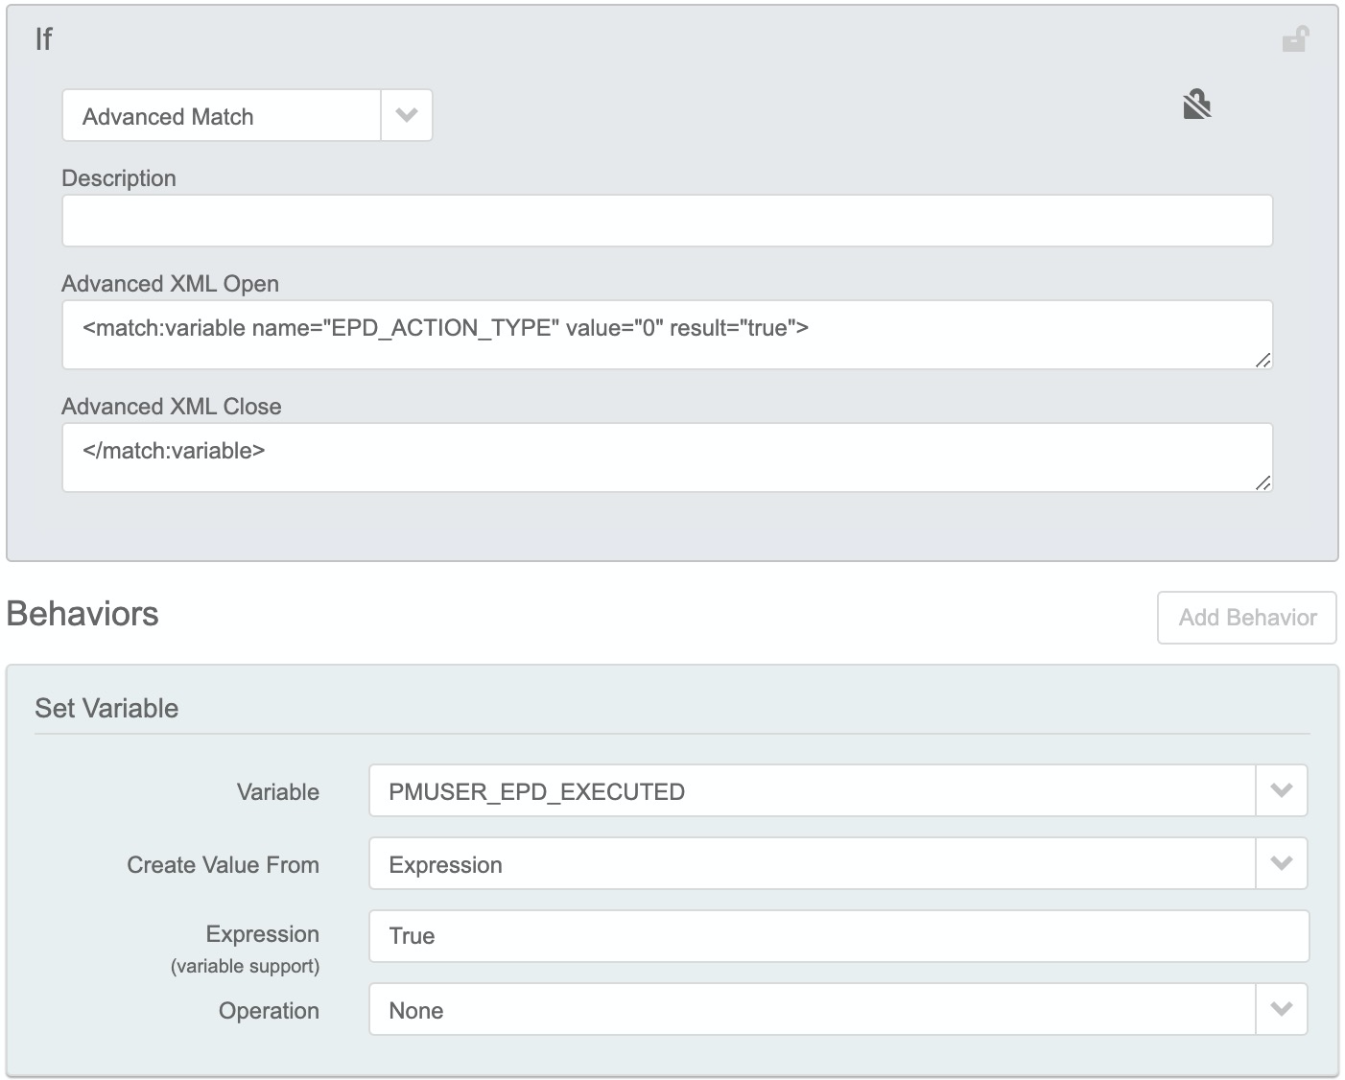 If
Advanced Match
Description
Advanced XML Open
<match:variable name="EPD_ACTION_TYPE" value="0" result="true">
Advanced XML Close
</match:variable>
Behaviors
Add Behavior
Set Variable
Variable
PMUSER_EPD_EXECUTED
Create Value From
Expression
Expression
(variable support)
True
Operation
None